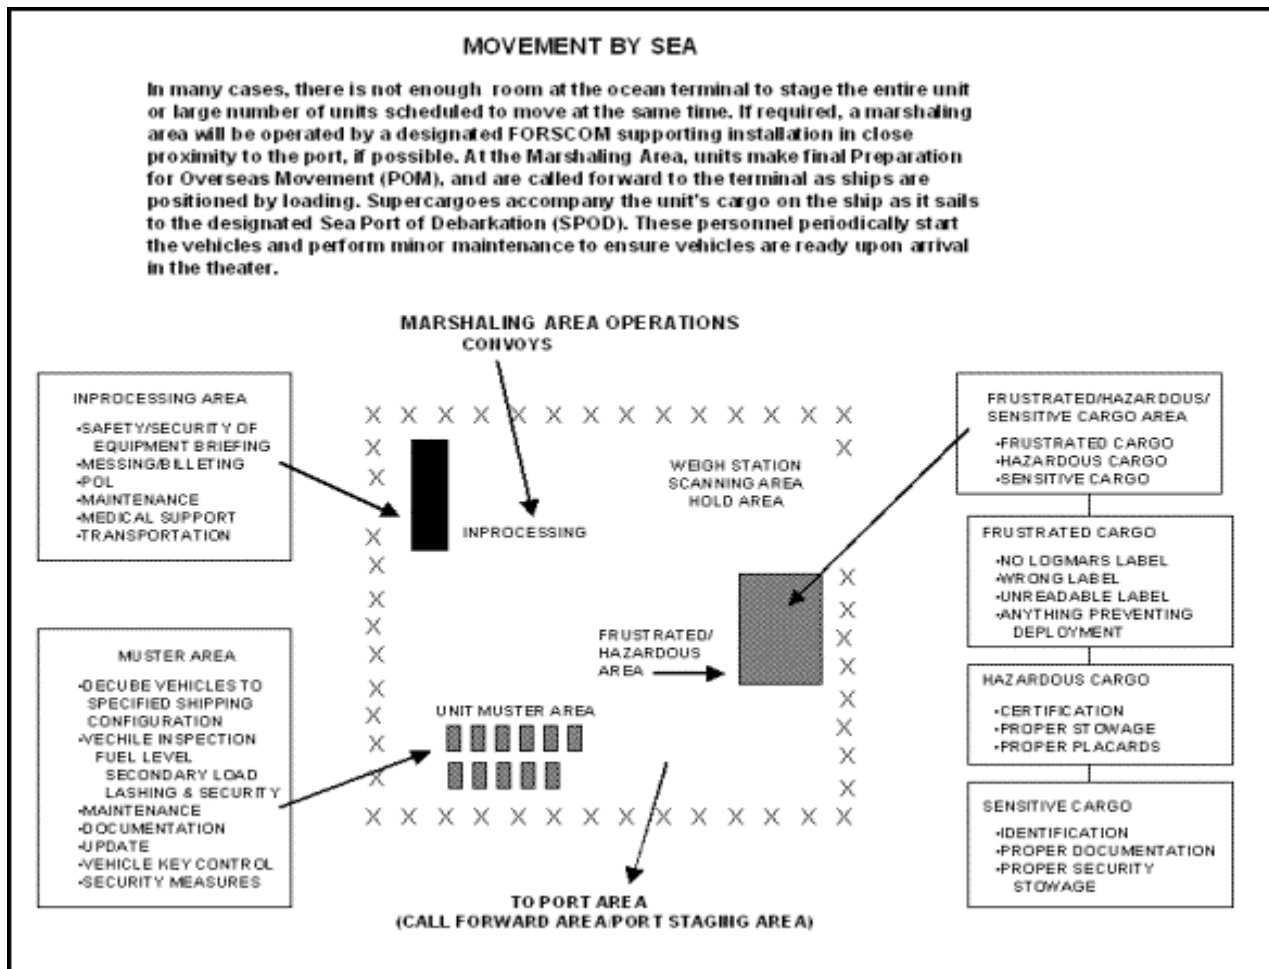 MOVEMENT BY SEA
In many cases, there is not enough room at the ocean terminal to stage the entire unit
or large number of units scheduled to move at the same time. If required, a marshaling
area will be operated by a designated FORSCOM supporting installation in close
proximity to the port, if possible. At the Marshaling Area, units make final Preparation
for Overseas Movement (POM), and are called forward to the terminal as ships are
positioned by loading. Supercargoes accompany the unit's cargo on the ship as it sails
to the designated Sea Port of Debarkation (SPOD). These personnel periodically start
the vehicles and perform minor maintenance to ensure vehicles are ready upon arrival
in the theater.
MARSHALING AREA OPERATIONS
CONVOYS
INPROCESSING AREA
•SAFETY/SECURITY OF
EQUIPMENT BRIEFING
•MESSING/BILLETING
•POL
•MAINTENANCE
•MEDICAL SUPPORT
•TRANSPORTATION
MUSTER AREA
•DECUBE VEHICLES TO
SPECIFIED SHIPPING
CONFIGURATION
•VECHILE INSPECTION
FUEL LEVEL
SECONDARY LOAD
LASHING & SECURITY
•MAINTENANCE
•DOCUMENTATION
•UPDATE
•VEHICLE KEY CONTROL
•SECURITY MEASURES
INPROCESSING
WEIGH STATION
SCANNING AREA
HOLD AREA
FRUSTRATED/
HAZARDOUS
AREA
UNIT MUSTER AREA
TO PORT AREA
(CALL FORWARD AREA/PORT STAGING AREA)
FRUSTRATED/HAZARDOUS/
SENSITIVE CARGO AREA
•FRUSTRATED CARGO
•HAZARDOUS CARGO
•SENSITIVE CARGO
FRUSTRATED CARGO
•NO LOGMARS LABEL
•WRONG LABEL
•UNREADABLE LABEL
•ANYTHING PREVENTING
DEPLOYMENT
HAZARDOUS CARGO
•CERTIFICATION
•PROPER STOWAGE
•PROPER PLACARDS
SENSITIVE CARGO
•IDENTIFICATION
•PROPER DOCUMENTATION
•PROPER SECURITY
STOWAGE